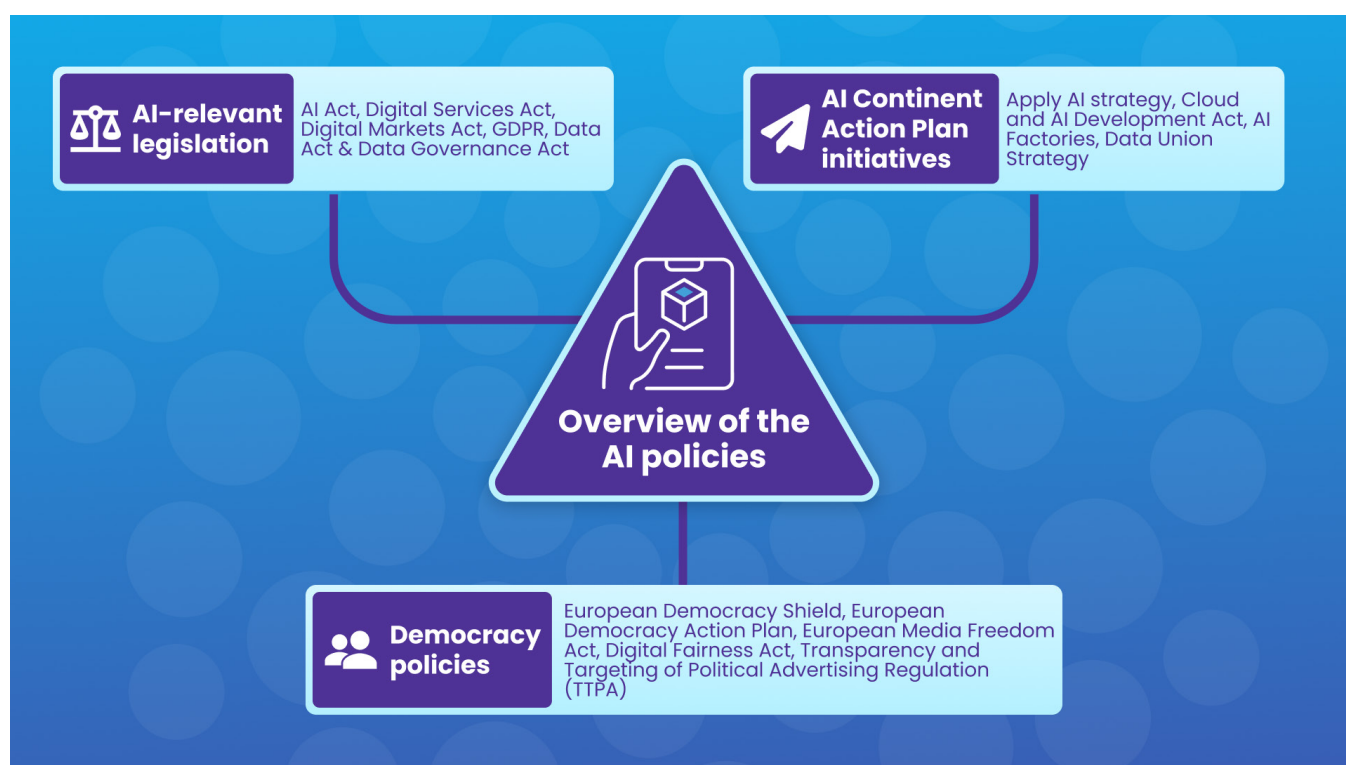 AI-relevant
legislation
AI Act, Digital Services Act,
Digital Markets Act, GDPR, Data
Act & Data Governance Act
AI Continent
Action Plan
initiatives
Apply AI strategy, Cloud
and AI Development Act, AI
Factories, Data Union
Strategy
Overview of the
AI policies
Democracy
policies
European Democracy Shield, European
Democracy Action Plan, European Media Freedom
Act, Digital Fairness Act, Transparency and
Targeting of Political Advertising Regulation
(TTPA)